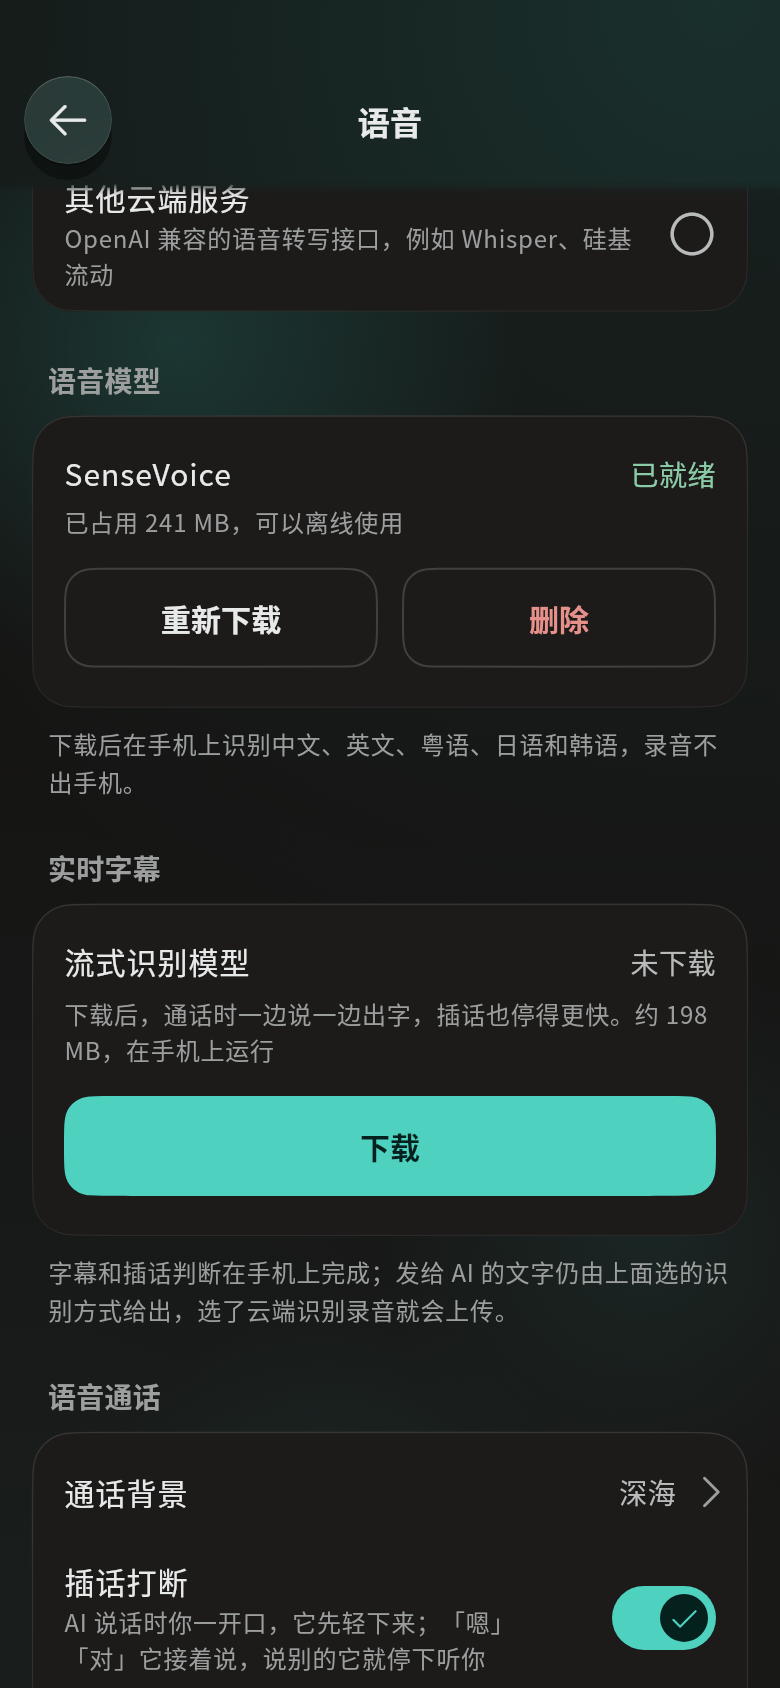 语音
其他云端服务
OpenAI 兼容的语音转写接口，例如 Whisper、硅基
流动
语音模型
SenseVoice
已就绪
已占用 241 MB，可以离线使用
重新下载
删除
下载后在手机上识别中文、英文、粤语、日语和韩语，录音不
出手机。
实时字幕
流式识别模型
未下载
下载后，通话时一边说一边出字，插话也停得更快。约 198
MB，在手机上运行
下载
字幕和插话判断在手机上完成；发给 AI 的文字仍由上面选的识
别方式给出，选了云端识别录音就会上传。
语音通话
通话背景
深海
插话打断
AI 说话时你一开口，它先轻下来；「嗯」
「对」它接着说，说别的它就停下听你